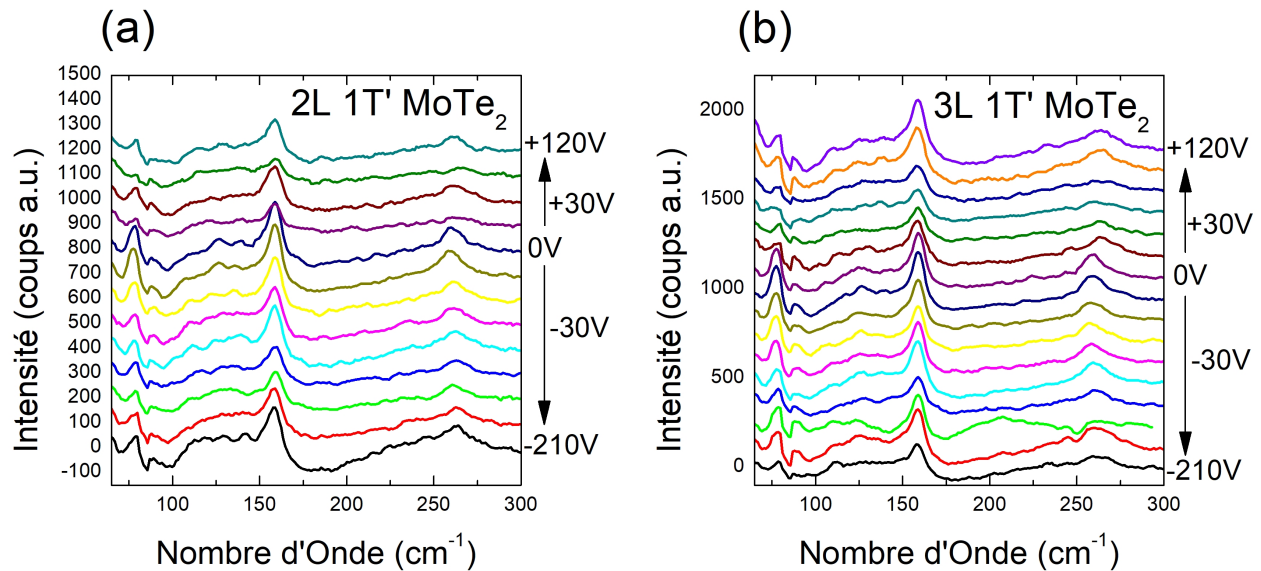 (a)
2L 1T' MoTe2
Intensité (coups a.u.)
1500
1400
1300
1200
1100
1000
900
800
700
600
500
400
300
200
100
0
-100
100
150
200
250
300
Nombre d'Onde (cm-1)
+120V
+30V
0V
-30V
-210V
(b)
3L 1T' MoTe2
Intensité (coups a.u.)
2000
1500
1000
500
0
100
150
200
250
300
Nombre d'Onde (cm-1)
+120V
+30V
0V
-30V
-210V